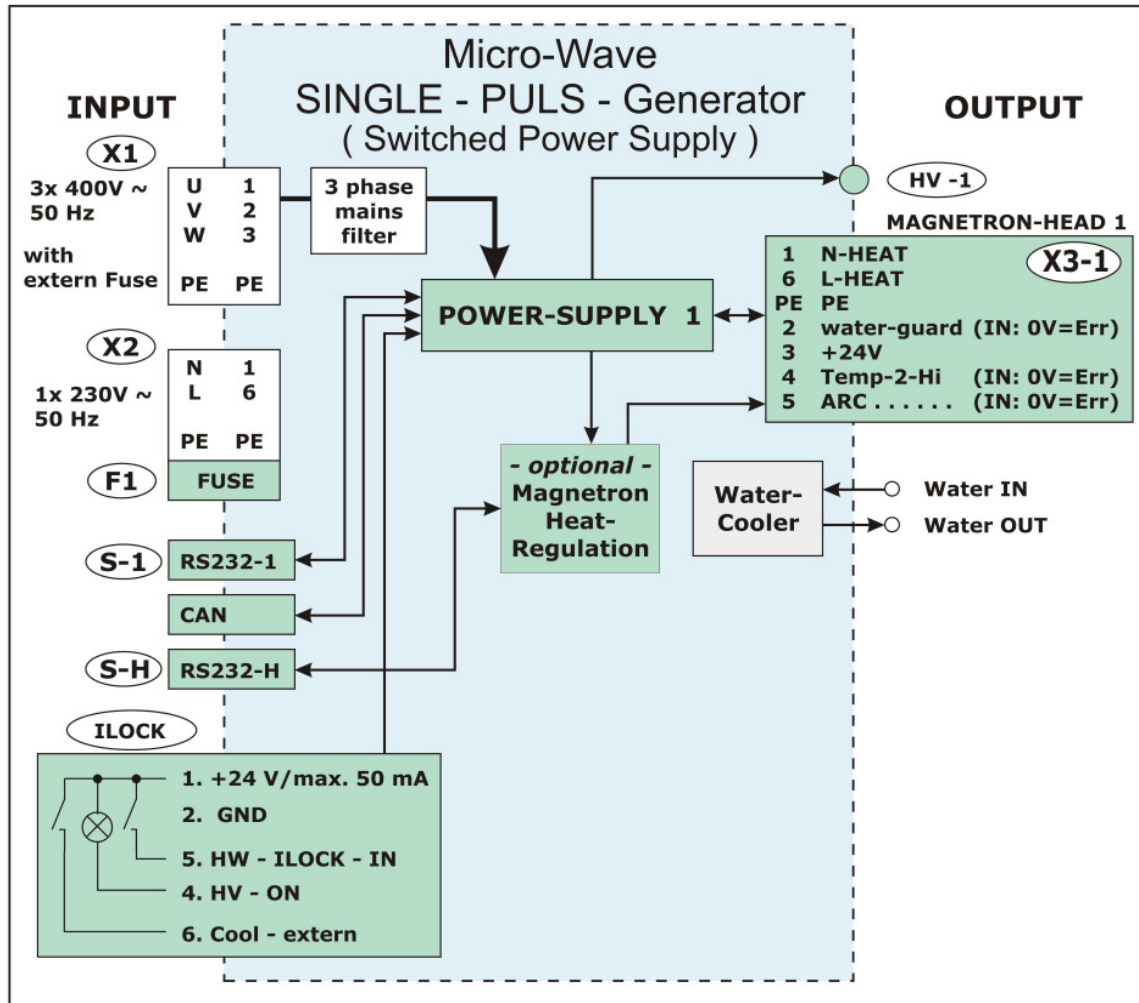 Micro-Wave
SINGLE - PULS - Generator
( Switched Power Supply )
INPUT
OUTPUT
X1
3x 400V ~
50 Hz
with
extern Fuse
U 1
V 2
W 3
PE PE
3 phase
mains
filter
HV -1
MAGNETRON-HEAD 1
X3-1
1 N-HEAT
6 L-HEAT
PE PE
2 water-guard (IN: 0V=Err)
3 +24V
4 Temp-2-Hi (IN: 0V=Err)
5 ARC . . . . . . (IN: 0V=Err)
POWER-SUPPLY 1
X2
1x 230V ~
50 Hz
N 1
L 6
PE PE
F1
FUSE
- optional -
Magnetron
Heat-
Regulation
Water-
Cooler
Water IN
Water OUT
S-1
RS232-1
CAN
S-H
RS232-H
ILOCK
1. +24 V/max. 50 mA
2. GND
5. HW - ILOCK - IN
4. HV - ON
6. Cool - extern